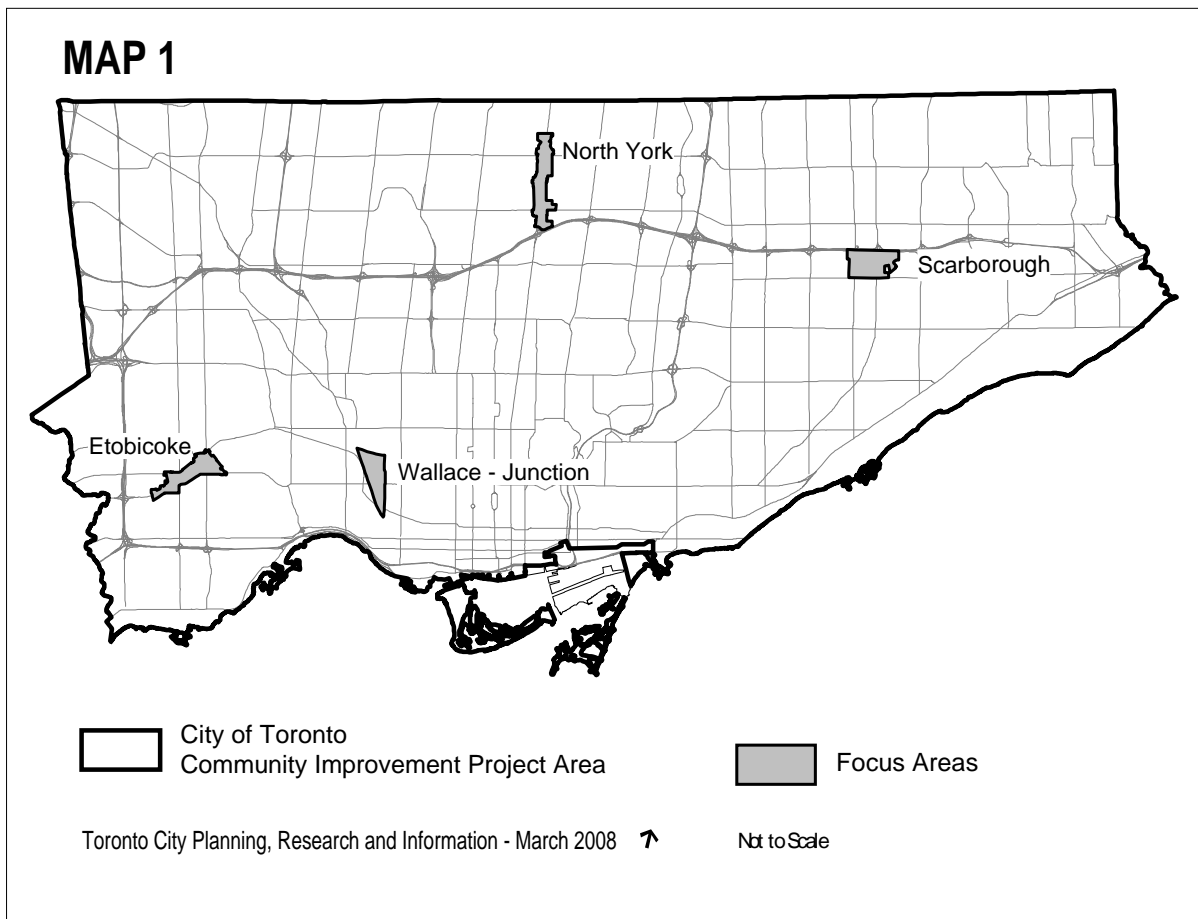 MAP 1
North York
Scarborough
Etobicoke
Wallace - Junction
City of Toronto
Community Improvement Project Area
Focus Areas
Toronto City Planning, Research and Information - March 2008
Not to Scale